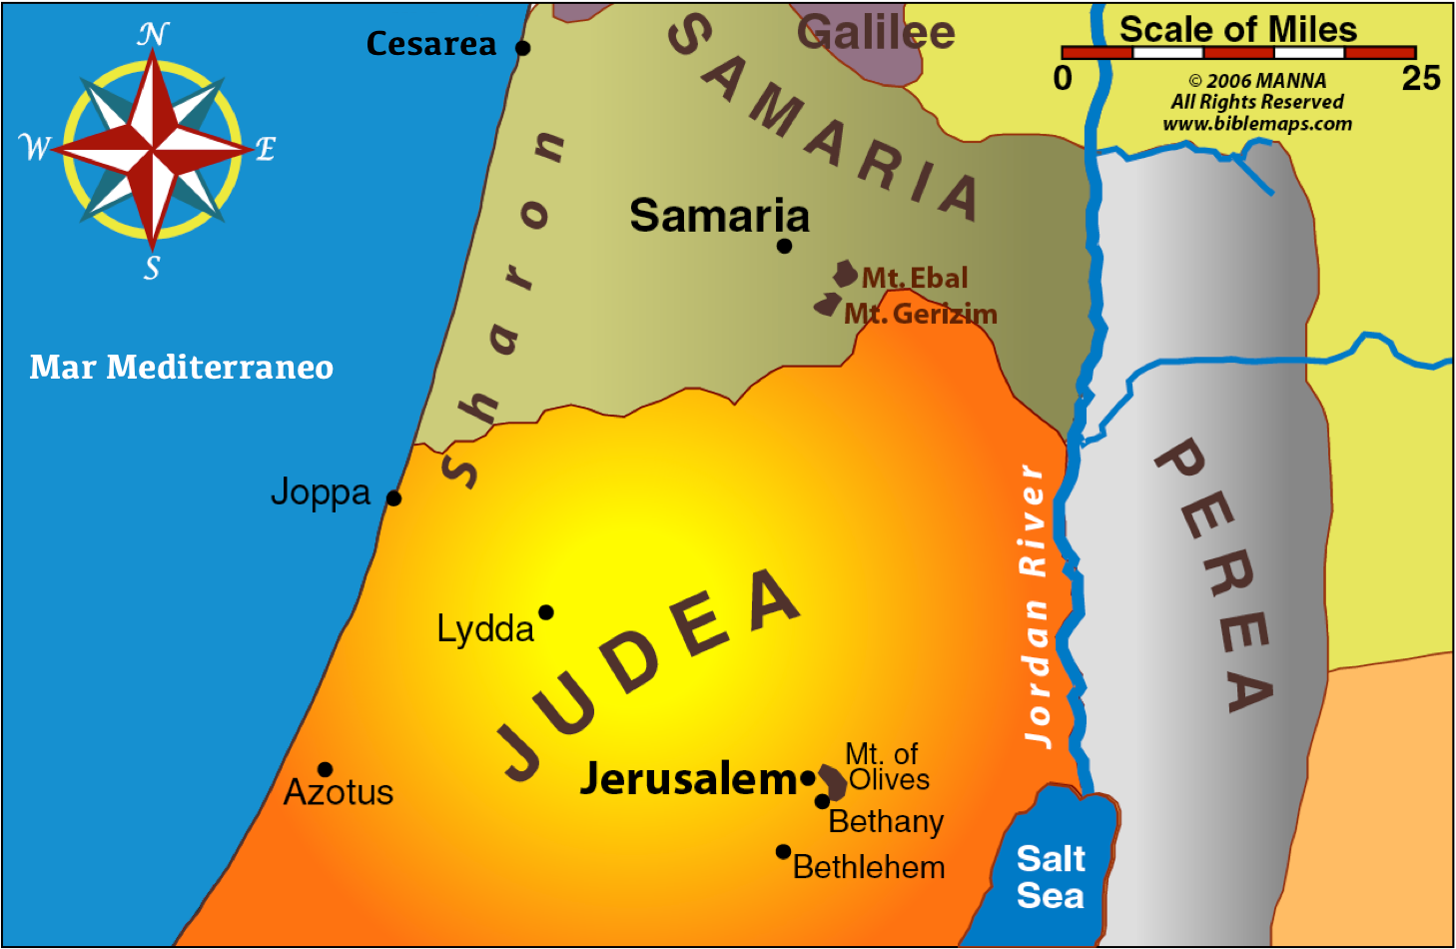 N
W
E
S
Cesarea
Galilee
SAMARIA
Scale of Miles
0
25
© 2006 MANNA
All Rights Reserved
www.biblemaps.com
Sharon
Samaria
Mt. Ebal
Mt. Gerizim
Mar Mediterraneo
Joppa
Jordan River
PEREA
Lydda
JUDEA
Azotus
Jerusalem
Mt. of
Olives
Bethany
Bethlehem
Salt
Sea